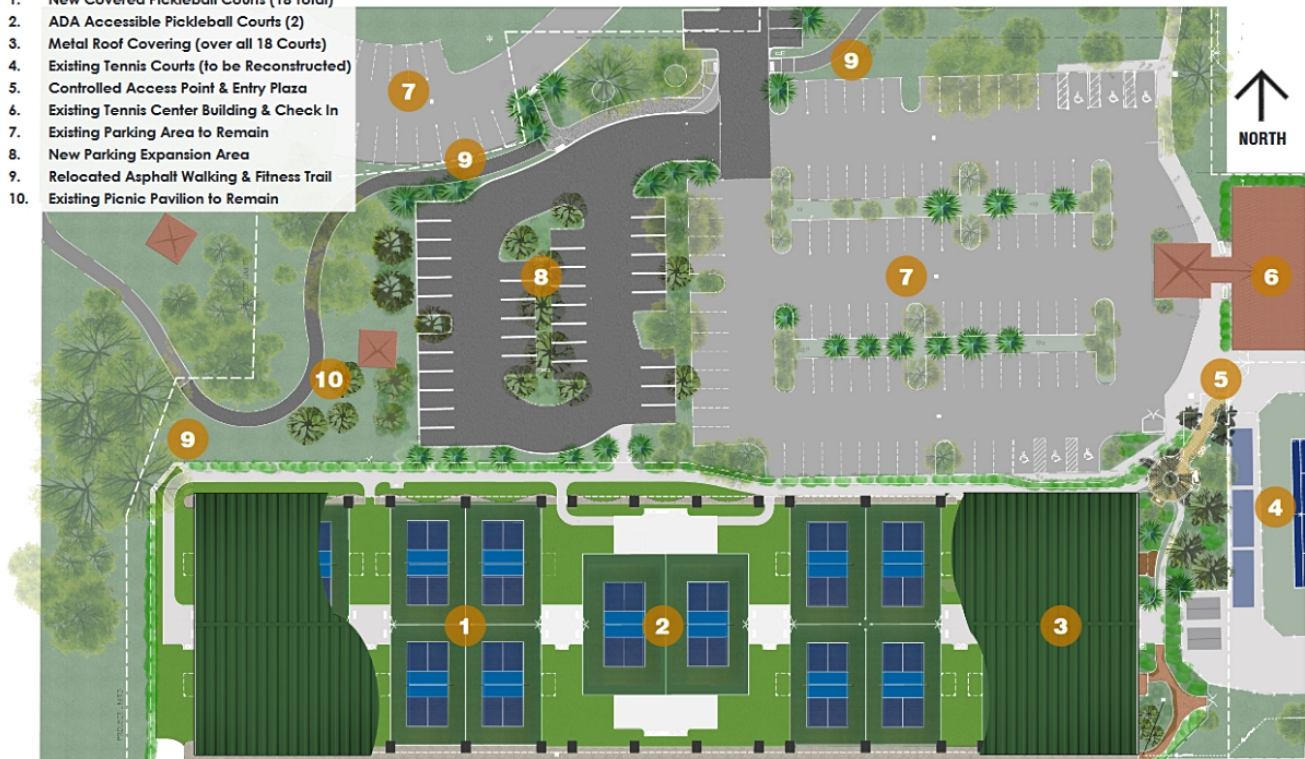 1. New Covered Pickleball Courts (18 Total)
2. ADA Accessible Pickleball Courts (2)
3. Metal Roof Covering (over all 18 Courts)
4. Existing Tennis Courts (to be Reconstructed)
5. Controlled Access Point & Entry Plaza
6. Existing Tennis Center Building & Check In
7. Existing Parking Area to Remain
8. New Parking Expansion Area
9. Relocated Asphalt Walking & Fitness Trail
10. Existing Picnic Pavilion to Remain
NORTH
9
7
9
8
7
6
10
5
9
4
1
2
3